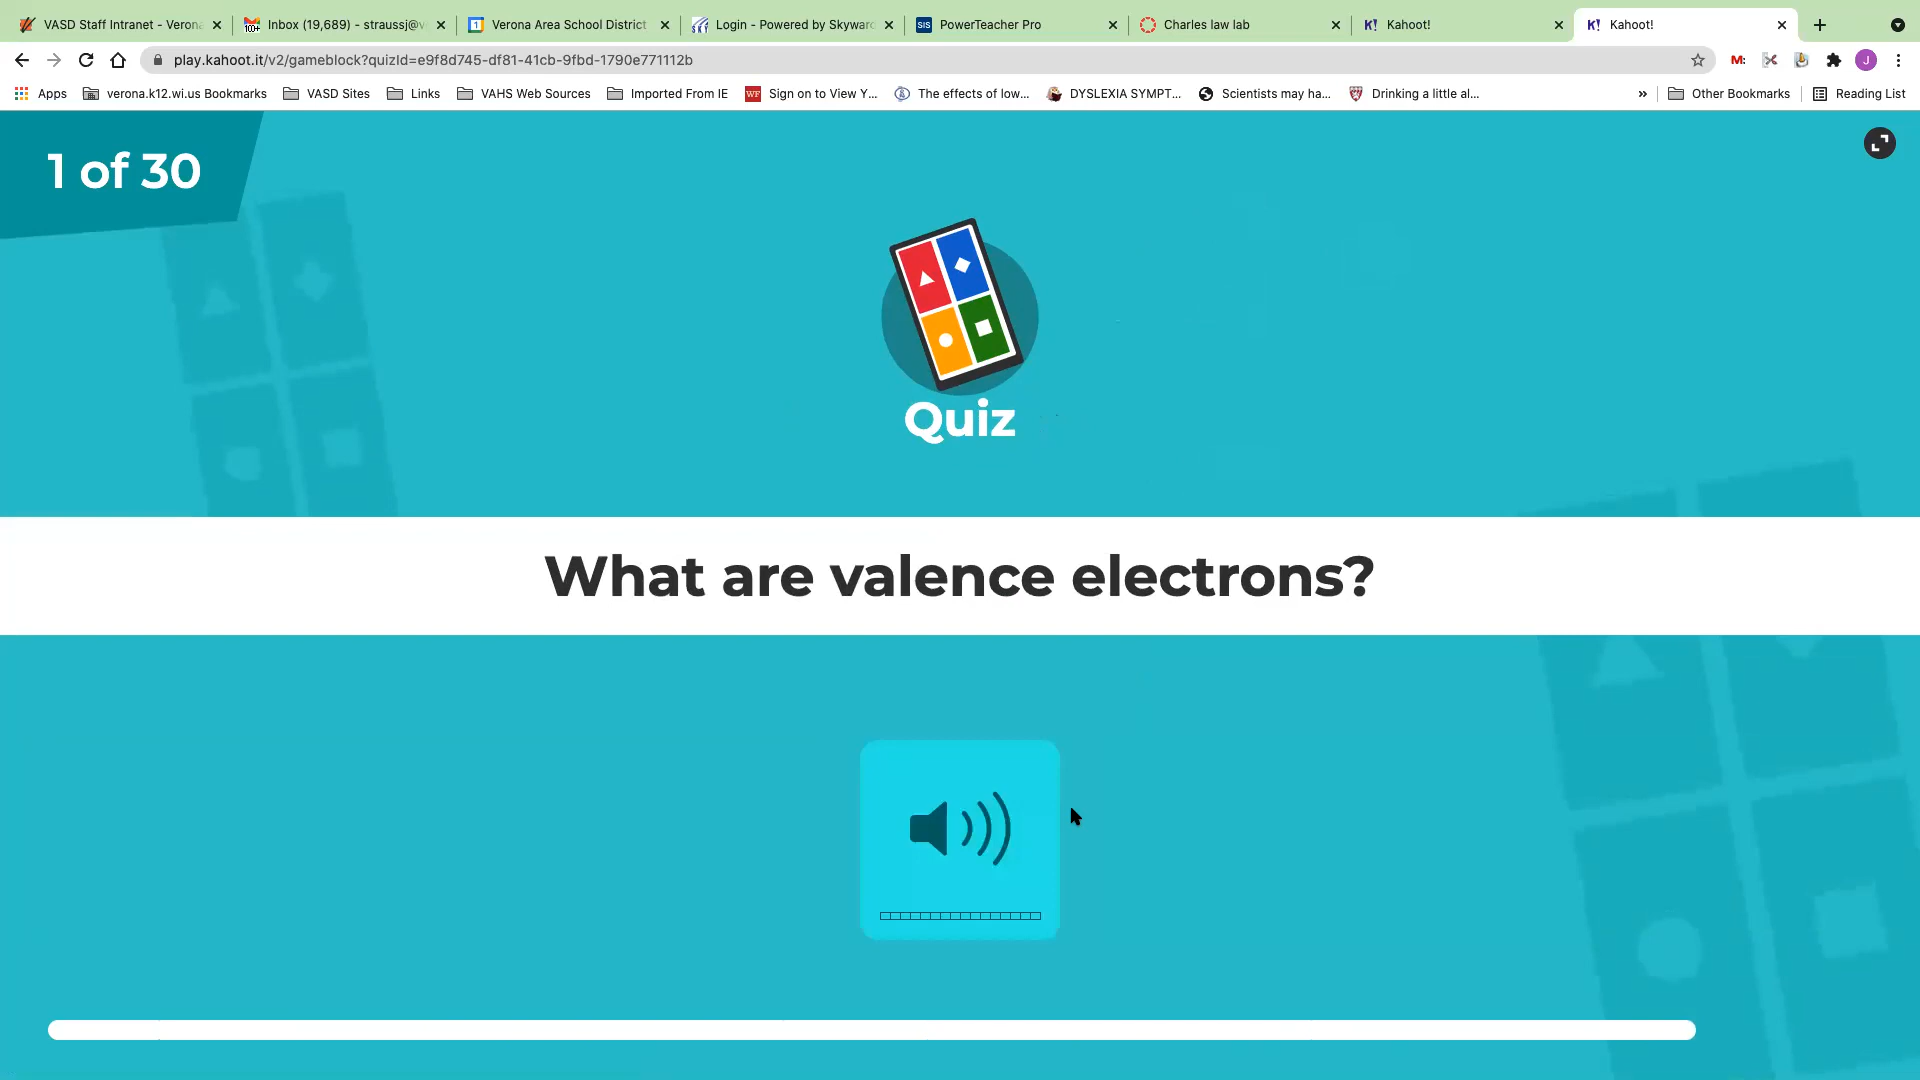 VASD Staff Intranet - Verona
Inbox (19,689) - straussj@v
Verona Area School District
Login - Powered by Skyward
PowerTeacher Pro
Charles law lab
Kahoot!
Kahoot!
play.kahoot.it/v2/gameblock?quizId=e9f8d745-df81-41cb-9fbd-1790e771112b
Apps
verona.k12.wi.us Bookmarks
VASD Sites
Links
VAHS Web Sources
Imported From IE
Sign on to View Y...
The effects of low...
DYSLEXIA SYMPT...
Scientists may ha...
Drinking a little al...
»
Other Bookmarks
Reading List
1 of 30
Quiz
What are valence electrons?